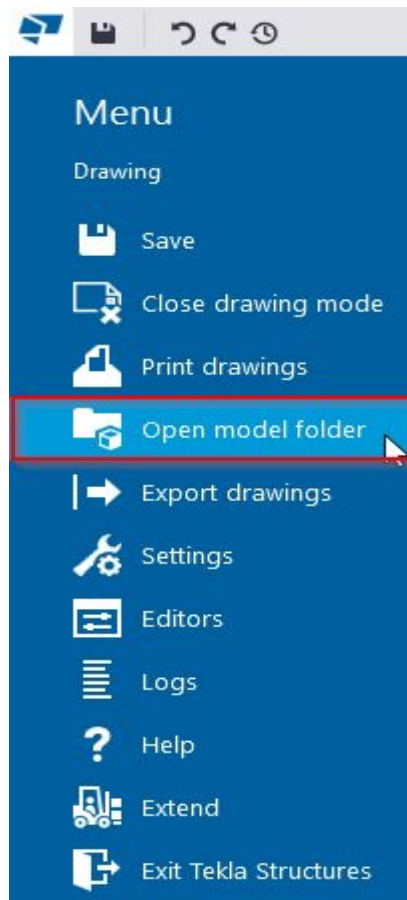 Menu
Drawing
Save
Close drawing mode
Print drawings
Open model folder
Export drawings
Settings
Editors
Logs
Help
Extend
Exit Tekla Structures